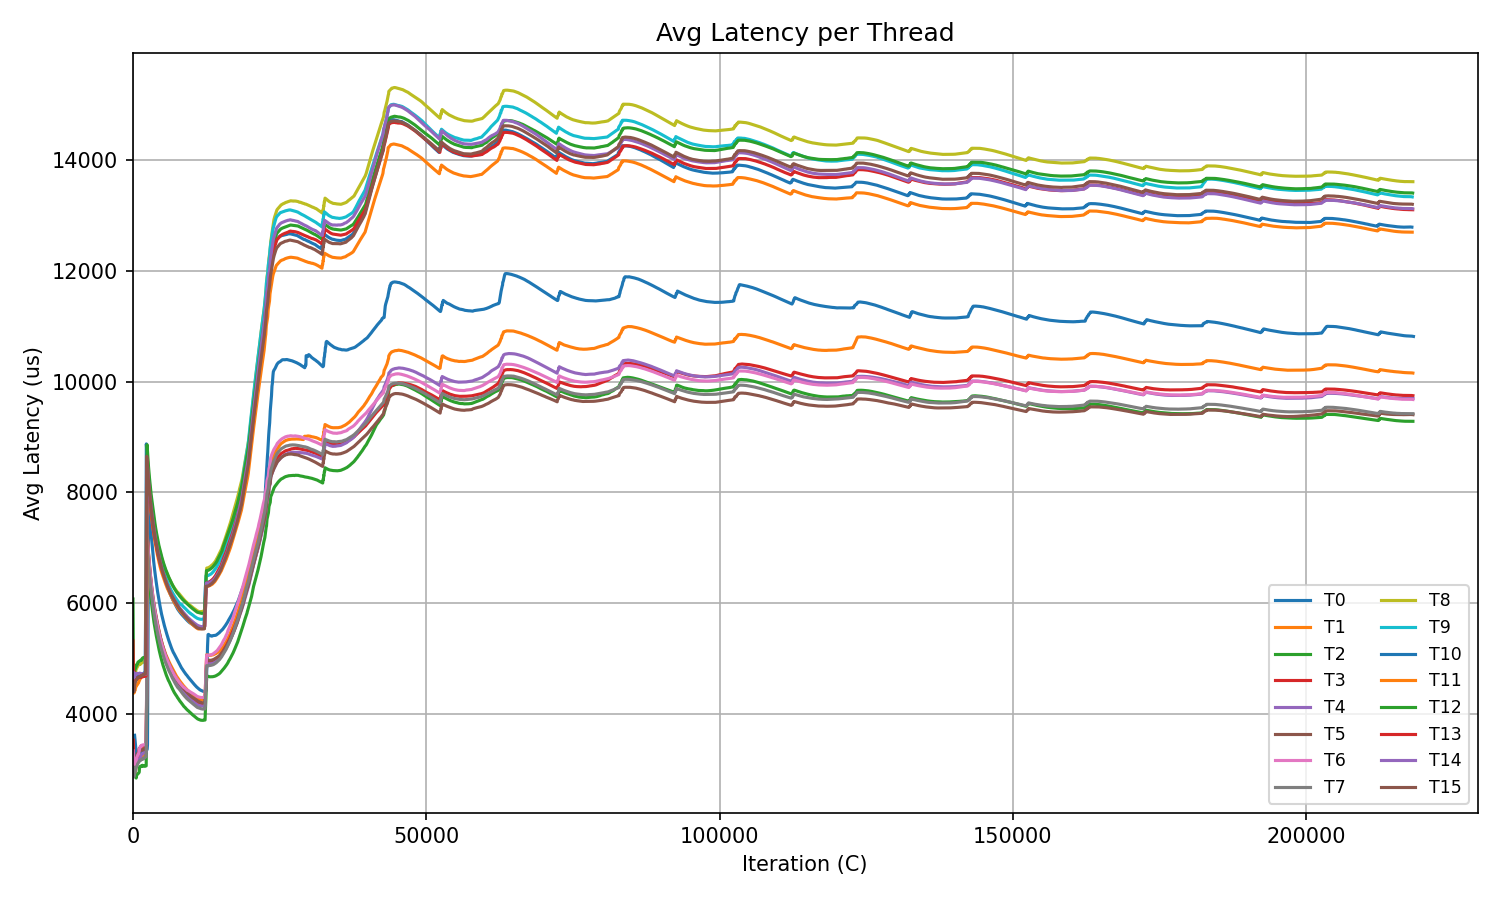 Avg Latency per Thread
Avg Latency (us)
14000
12000
10000
8000
6000
4000
0
50000
100000
150000
200000
Iteration (C)
T0
T1
T2
T3
T4
T5
T6
T7
T8
T9
T10
T11
T12
T13
T14
T15